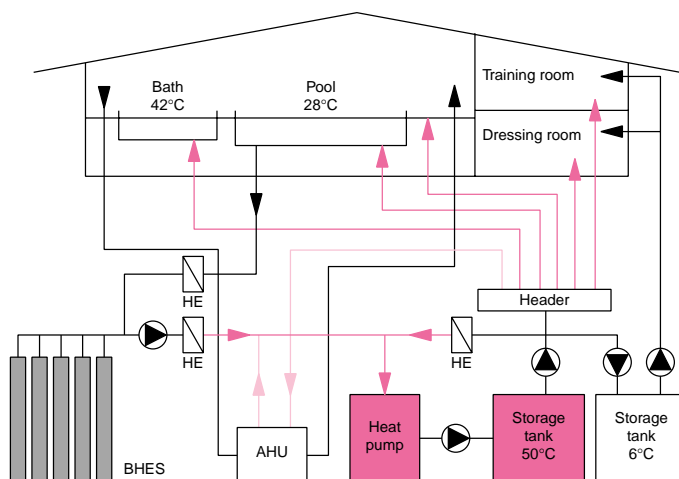 Bath
42°C
Pool
28°C
Training room
Dressing room
HE
HE
HE
Header
BHES
AHU
Heat
pump
Storage
tank
50°C
Storage
tank
6°C